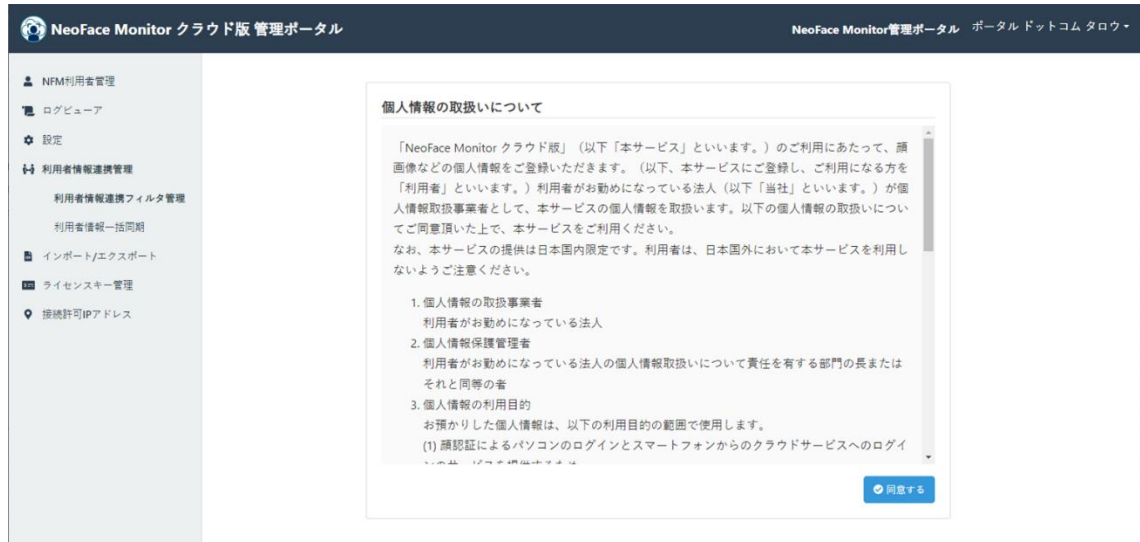 NeoFace Monitor クラウド版 管理ポータル
NeoFace Monitor管理ポータル
ポータル ドットコム タロウ
NFM利用者管理
ログビューア
設定
利用者情報連携管理
利用者情報連携フィルタ管理
利用者情報一括同期
インポート/エクスポート
ライセンスキー管理
接続許可IPアドレス
個人情報の取扱いについて
「NeoFace Monitor クラウド版」（以下「本サービス」といいます。）のご利用にあたって、顔
画像などの個人情報をご登録いただきます。（以下、本サービスにご登録し、ご利用になる方を
「利用者」といいます。）利用者がお勤めになっている法人（以下「当社」といいます。）が個
人情報取扱事業者として、本サービスの個人情報を取扱います。以下の個人情報の取扱いについ
てご同意頂いた上で、本サービスをご利用ください。
なお、本サービスの提供は日本国内限定です。利用者は、日本国外において本サービスを利用し
ないようご注意ください。
1. 個人情報の取扱事業者
利用者がお勤めになっている法人
2. 個人情報保護管理者
利用者がお勤めになっている法人の個人情報取扱いについて責任を有する部門の長または
それと同等の者
3. 個人情報の利用目的
お預かりした個人情報は、以下の利用目的の範囲で使用します。
(1) 顔認証によるパソコンのログインとスマートフォンからのクラウドサービスへのログイ
同意する